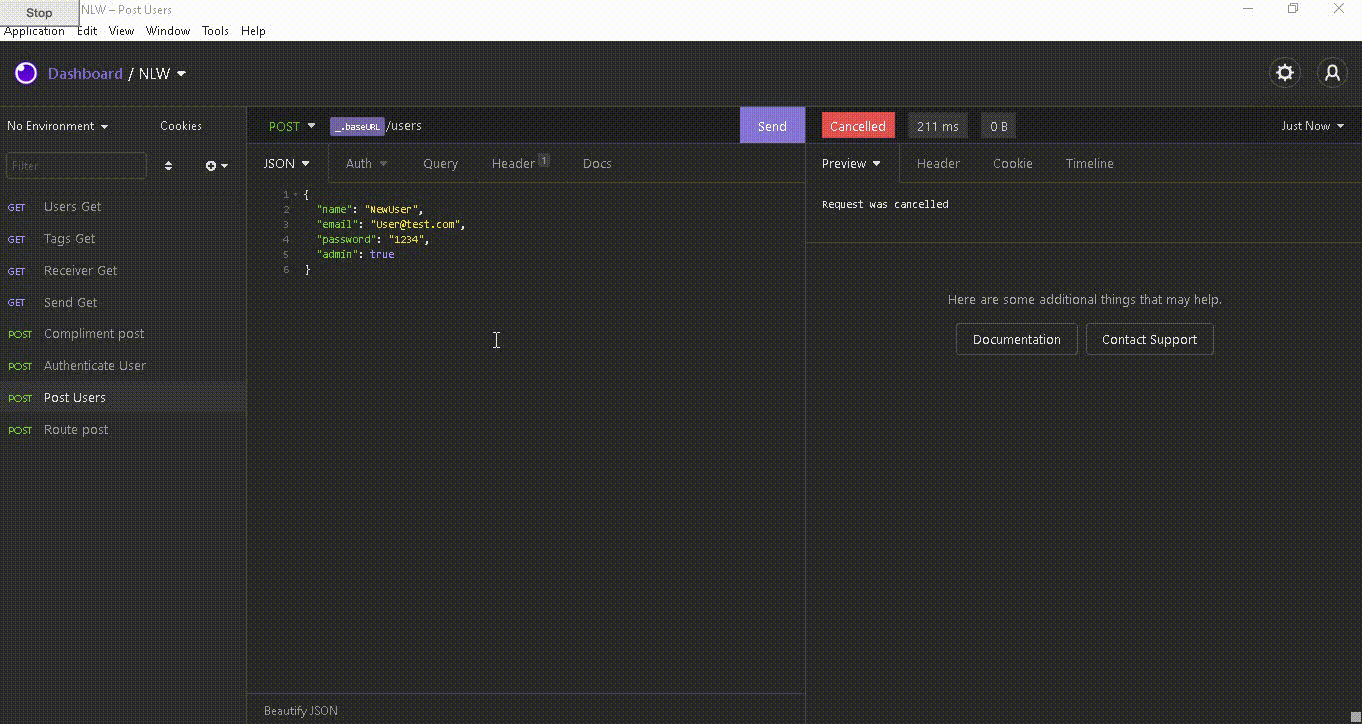 Stop
NLW – Post Users
Application Edit View Window Tools Help
Dashboard / NLW
No Environment Cookies
POST _.baseURL /users Send
Cancelled 211 ms 0 B Just Now
Filter
JSON Auth Query Header 1 Docs
Preview Header Cookie Timeline
GET Users Get
GET Tags Get
GET Receiver Get
GET Send Get
POST Compliment post
POST Authenticate User
POST Post Users
POST Route post
1 {
2 "name": "NewUser",
3 "email": "User@test.com",
4 "password": "1234",
5 "admin": true
6 }
Beautify JSON
Request was cancelled
Here are some additional things that may help.
Documentation Contact Support